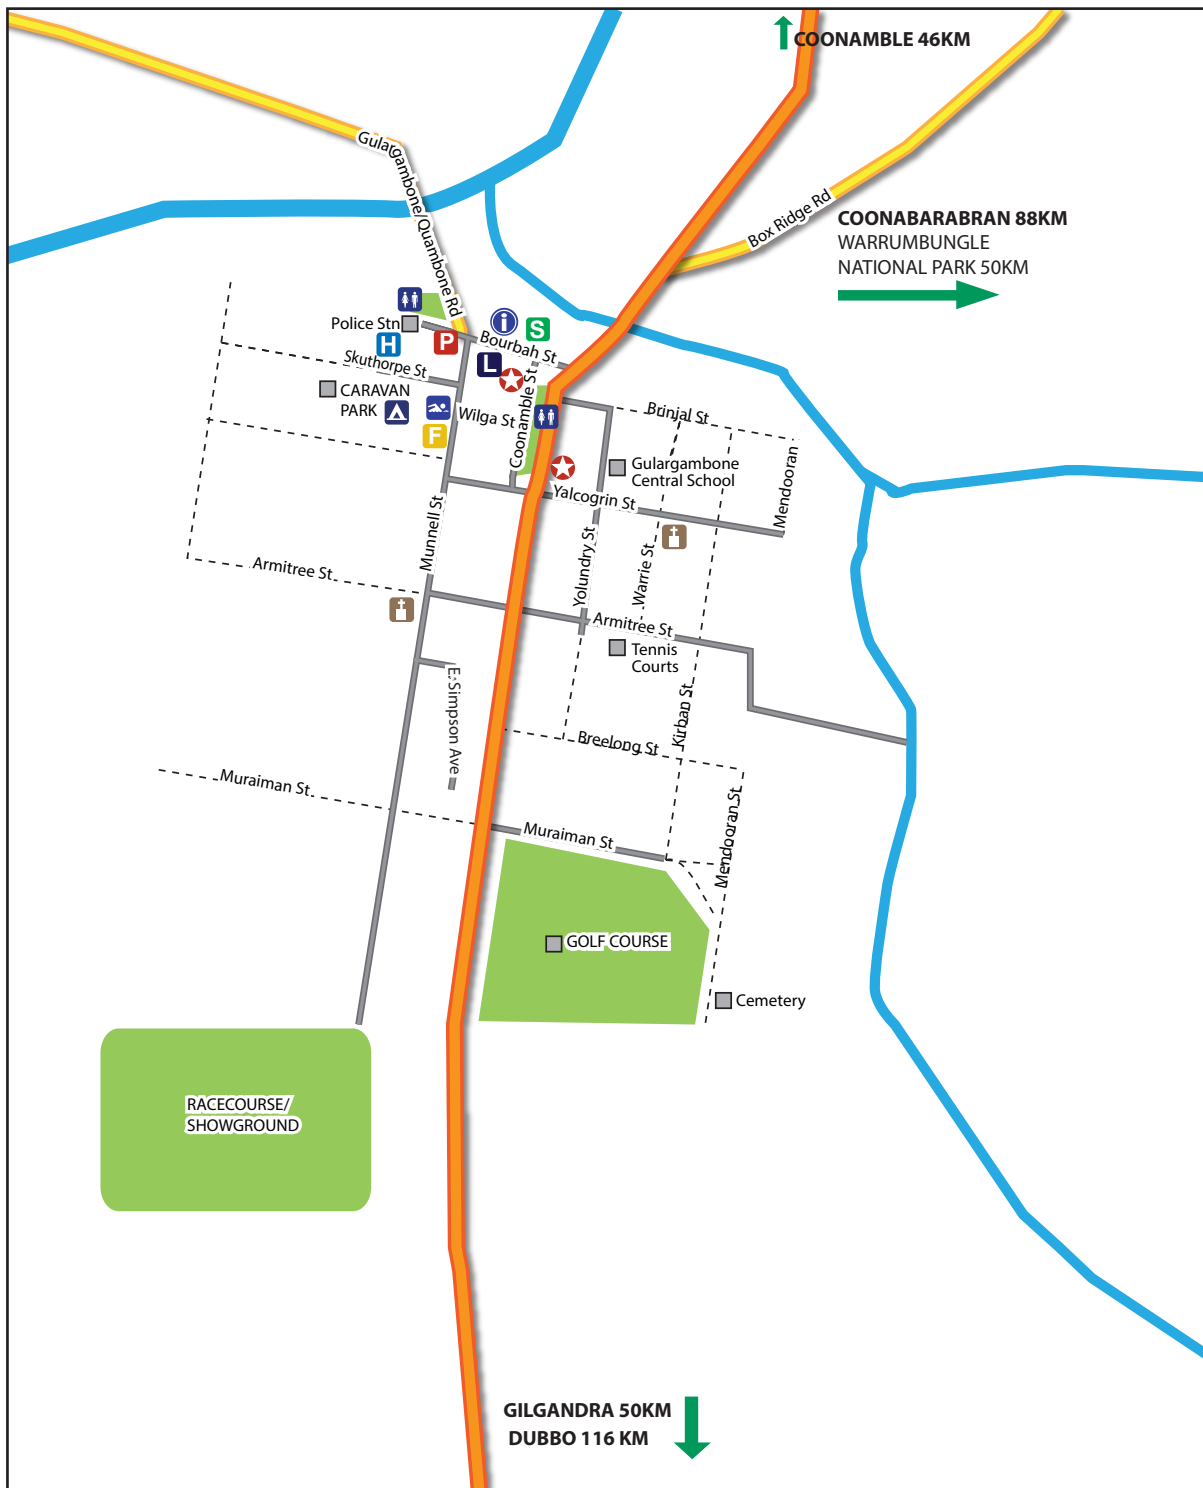 COONAMBLE 46KM
Gulargambone/Quambone Rd
Box Ridge Rd
COONABARABRAN 88KM
WARRUMBUNGLE
NATIONAL PARK 50KM
Police Stn
i
S
H
P
Bourbah St
L
Skuthorpe St
CARAVAN
PARK
Wilga St
F
Coonamble St
Brinjal St
Mendooran
Gulargambone
Central School
Yalcogrin St
Munnell St
Yoloundry St
Warrie St
Armitree St
Armitree St
Tennis
Courts
E. Simpson Ave
Kirban St
Breelong St
Muraiman St
Muraiman St
Mendooran St
GOLF COURSE
Cemetery
RACECOURSE/
SHOWGROUND
GILGANDRA 50KM
DUBBO 116 KM